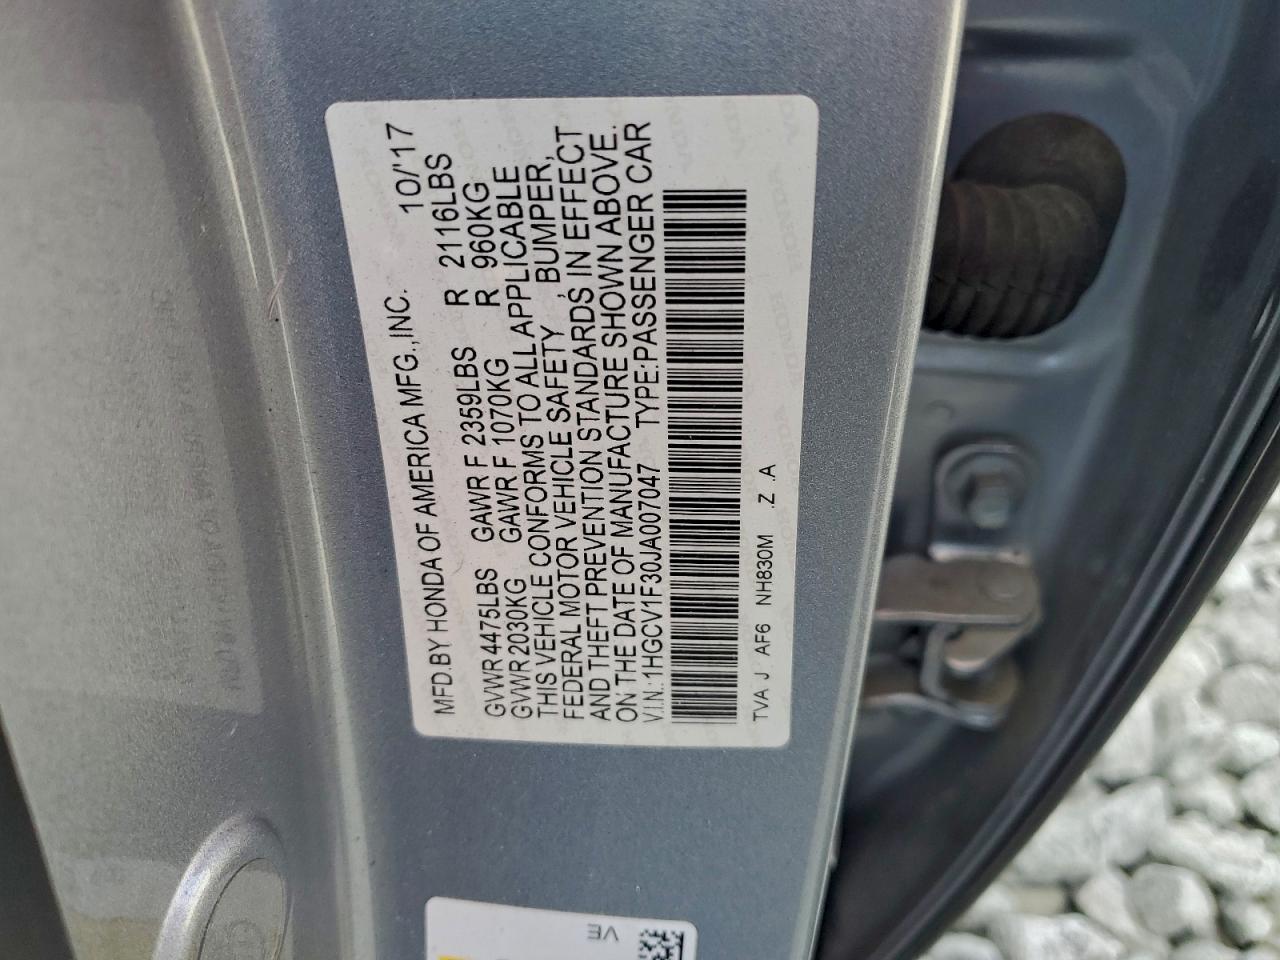 MFD.BY HONDA OF AMERICA MFG.,INC. 10/'17
GVWR 4475LBS GAWR F 2359LBS R 2116LBS
GVWR 2030KG GAWR F 1070KG R 960KG
THIS VEHICLE CONFORMS TO ALL APPLICABLE
FEDERAL MOTOR VEHICLE SAFETY , BUMPER,
AND THEFT PREVENTION STANDARDS IN EFFECT
ON THE DATE OF MANUFACTURE SHOWN ABOVE.
V.I.N.:1HGCV1F30JA007047 TYPE:PASSENGER CAR
TVA J AF6 NH830M .Z .A
VE